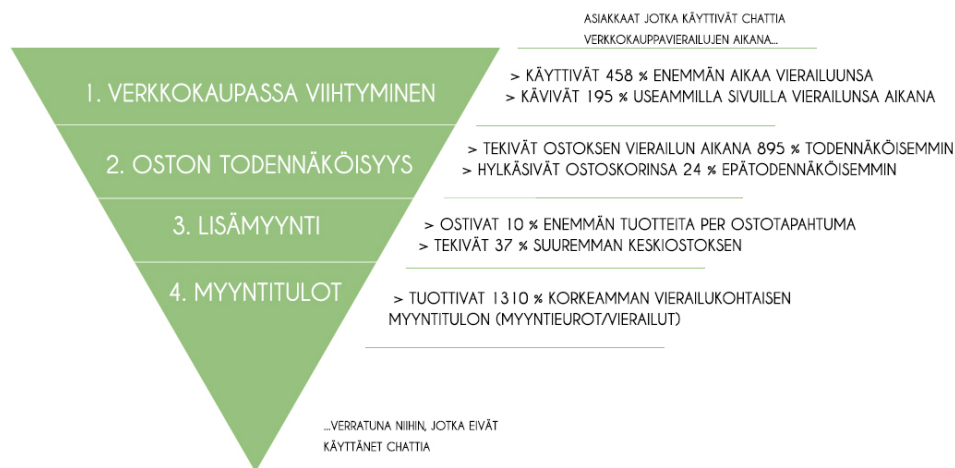 ASIAKKAAT JOTKA KÄYTTIVÄT CHATTIA
VERKKOKAUPPAVIERAILUJEN AIKANA...
1. VERKKOKAUPASSA VIIHTYMINEN
> KÄYTTIVÄT 458 % ENEMMÄN AIKAA VIERAILUUNSA
> KÄVIVÄT 195 % USEAMMILLA SIVUILLA VIERAILUNSA AIKANA
2. OSTON TODENNÄKÖISYYS
> TEKIVÄT OSTOKSEN VIERAILUN AIKANA 895 % TODENNÄKÖISEMMIN
> HYLKÄSIVÄT OSTOSKORINSA 24 % EPÄTODENNÄKÖISEMMIN
3. LISÄMYYNTI
> OSTIVAT 10 % ENEMMÄN TUOTTEITA PER OSTOTAPAHTUMA
> TEKIVÄT 37 % SUUREMMAN KESKIOSTOKSEN
4. MYYNTITULOT
> TUOTTIVAT 1310 % KORKEAMMAN VIERAILUKOHTAISEN
MYYNTITULON (MYYNTIEUROT/VIERAILUT)
...VERRATUNA NIIHIN, JOTKA EIVÄT
KÄYTTÄNET CHATTIA